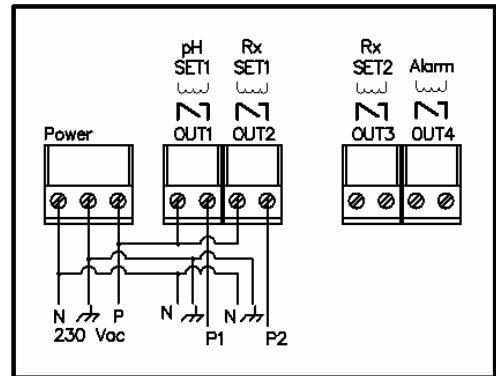 pH Rx Rx
SET1 SET1 SET2 Alarm
Power OUT1 OUT2 OUT3 OUT4
N P N N
230 Vac P1 P2